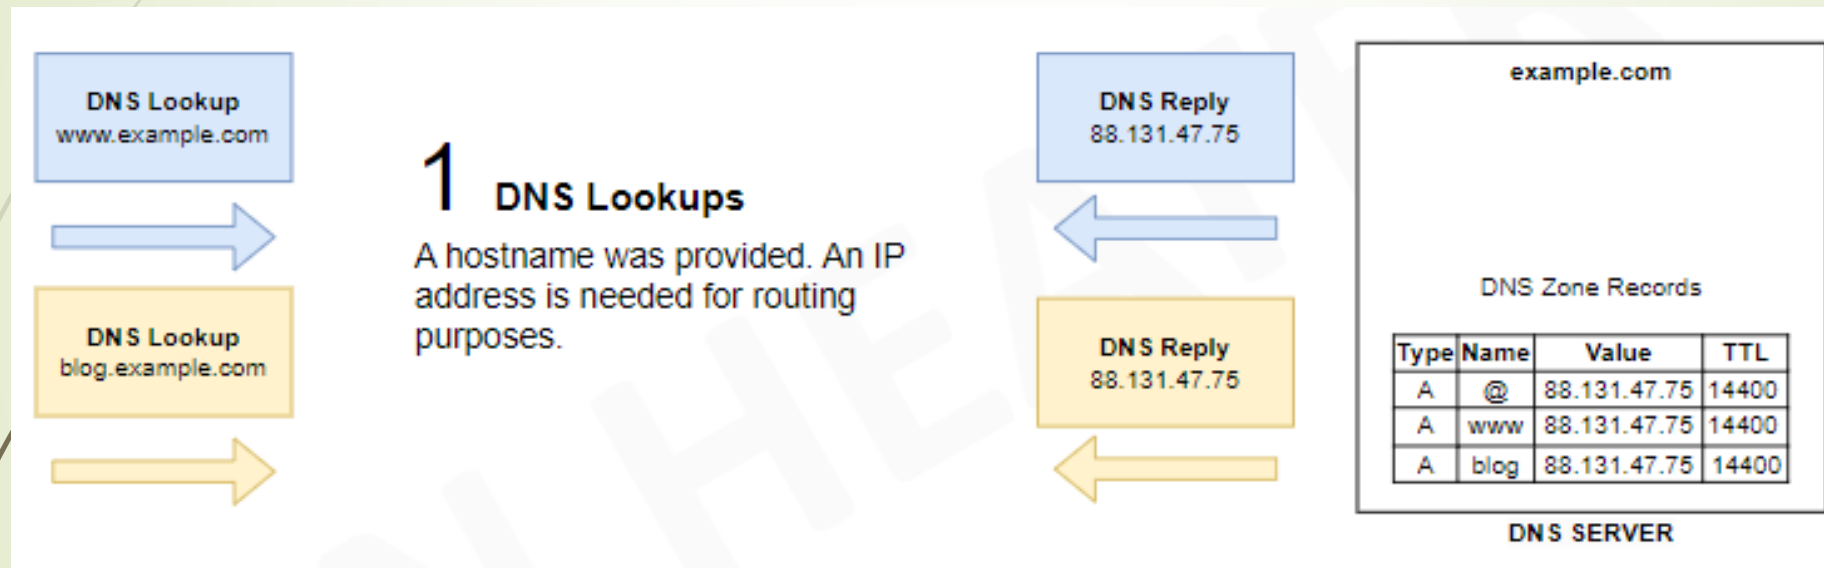 DNS Lookup
www.example.com
DNS Lookup
blog.example.com
1 DNS Lookups
A hostname was provided. An IP
address is needed for routing
purposes.
DNS Reply
88.131.47.75
DNS Reply
88.131.47.75
example.com
DNS Zone Records
Type Name Value TTL
A @ 88.131.47.75 14400
A www 88.131.47.75 14400
A blog 88.131.47.75 14400
DNS SERVER